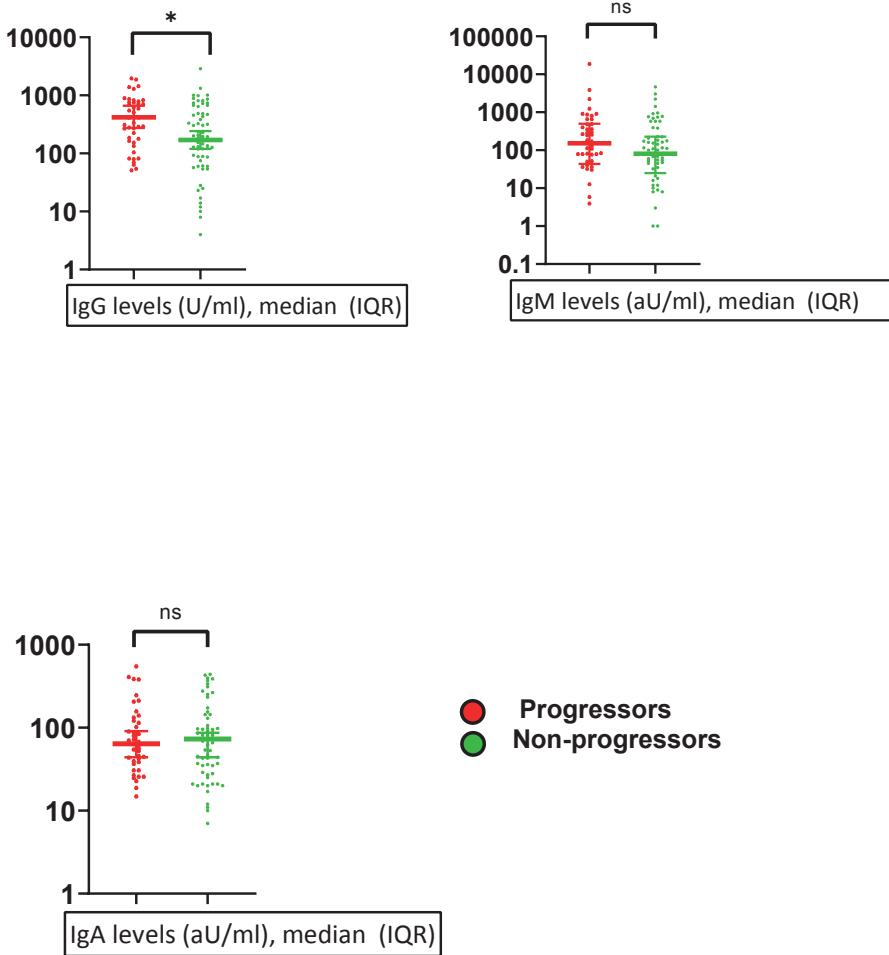 *
10000
1000
100
10
1
IgG levels (U/ml), median (IQR)
ns
100000
10000
1000
100
10
1
0.1
IgM levels (aU/ml), median (IQR)
ns
1000
100
10
1
IgA levels (aU/ml), median (IQR)
Progressors
Non-progressors